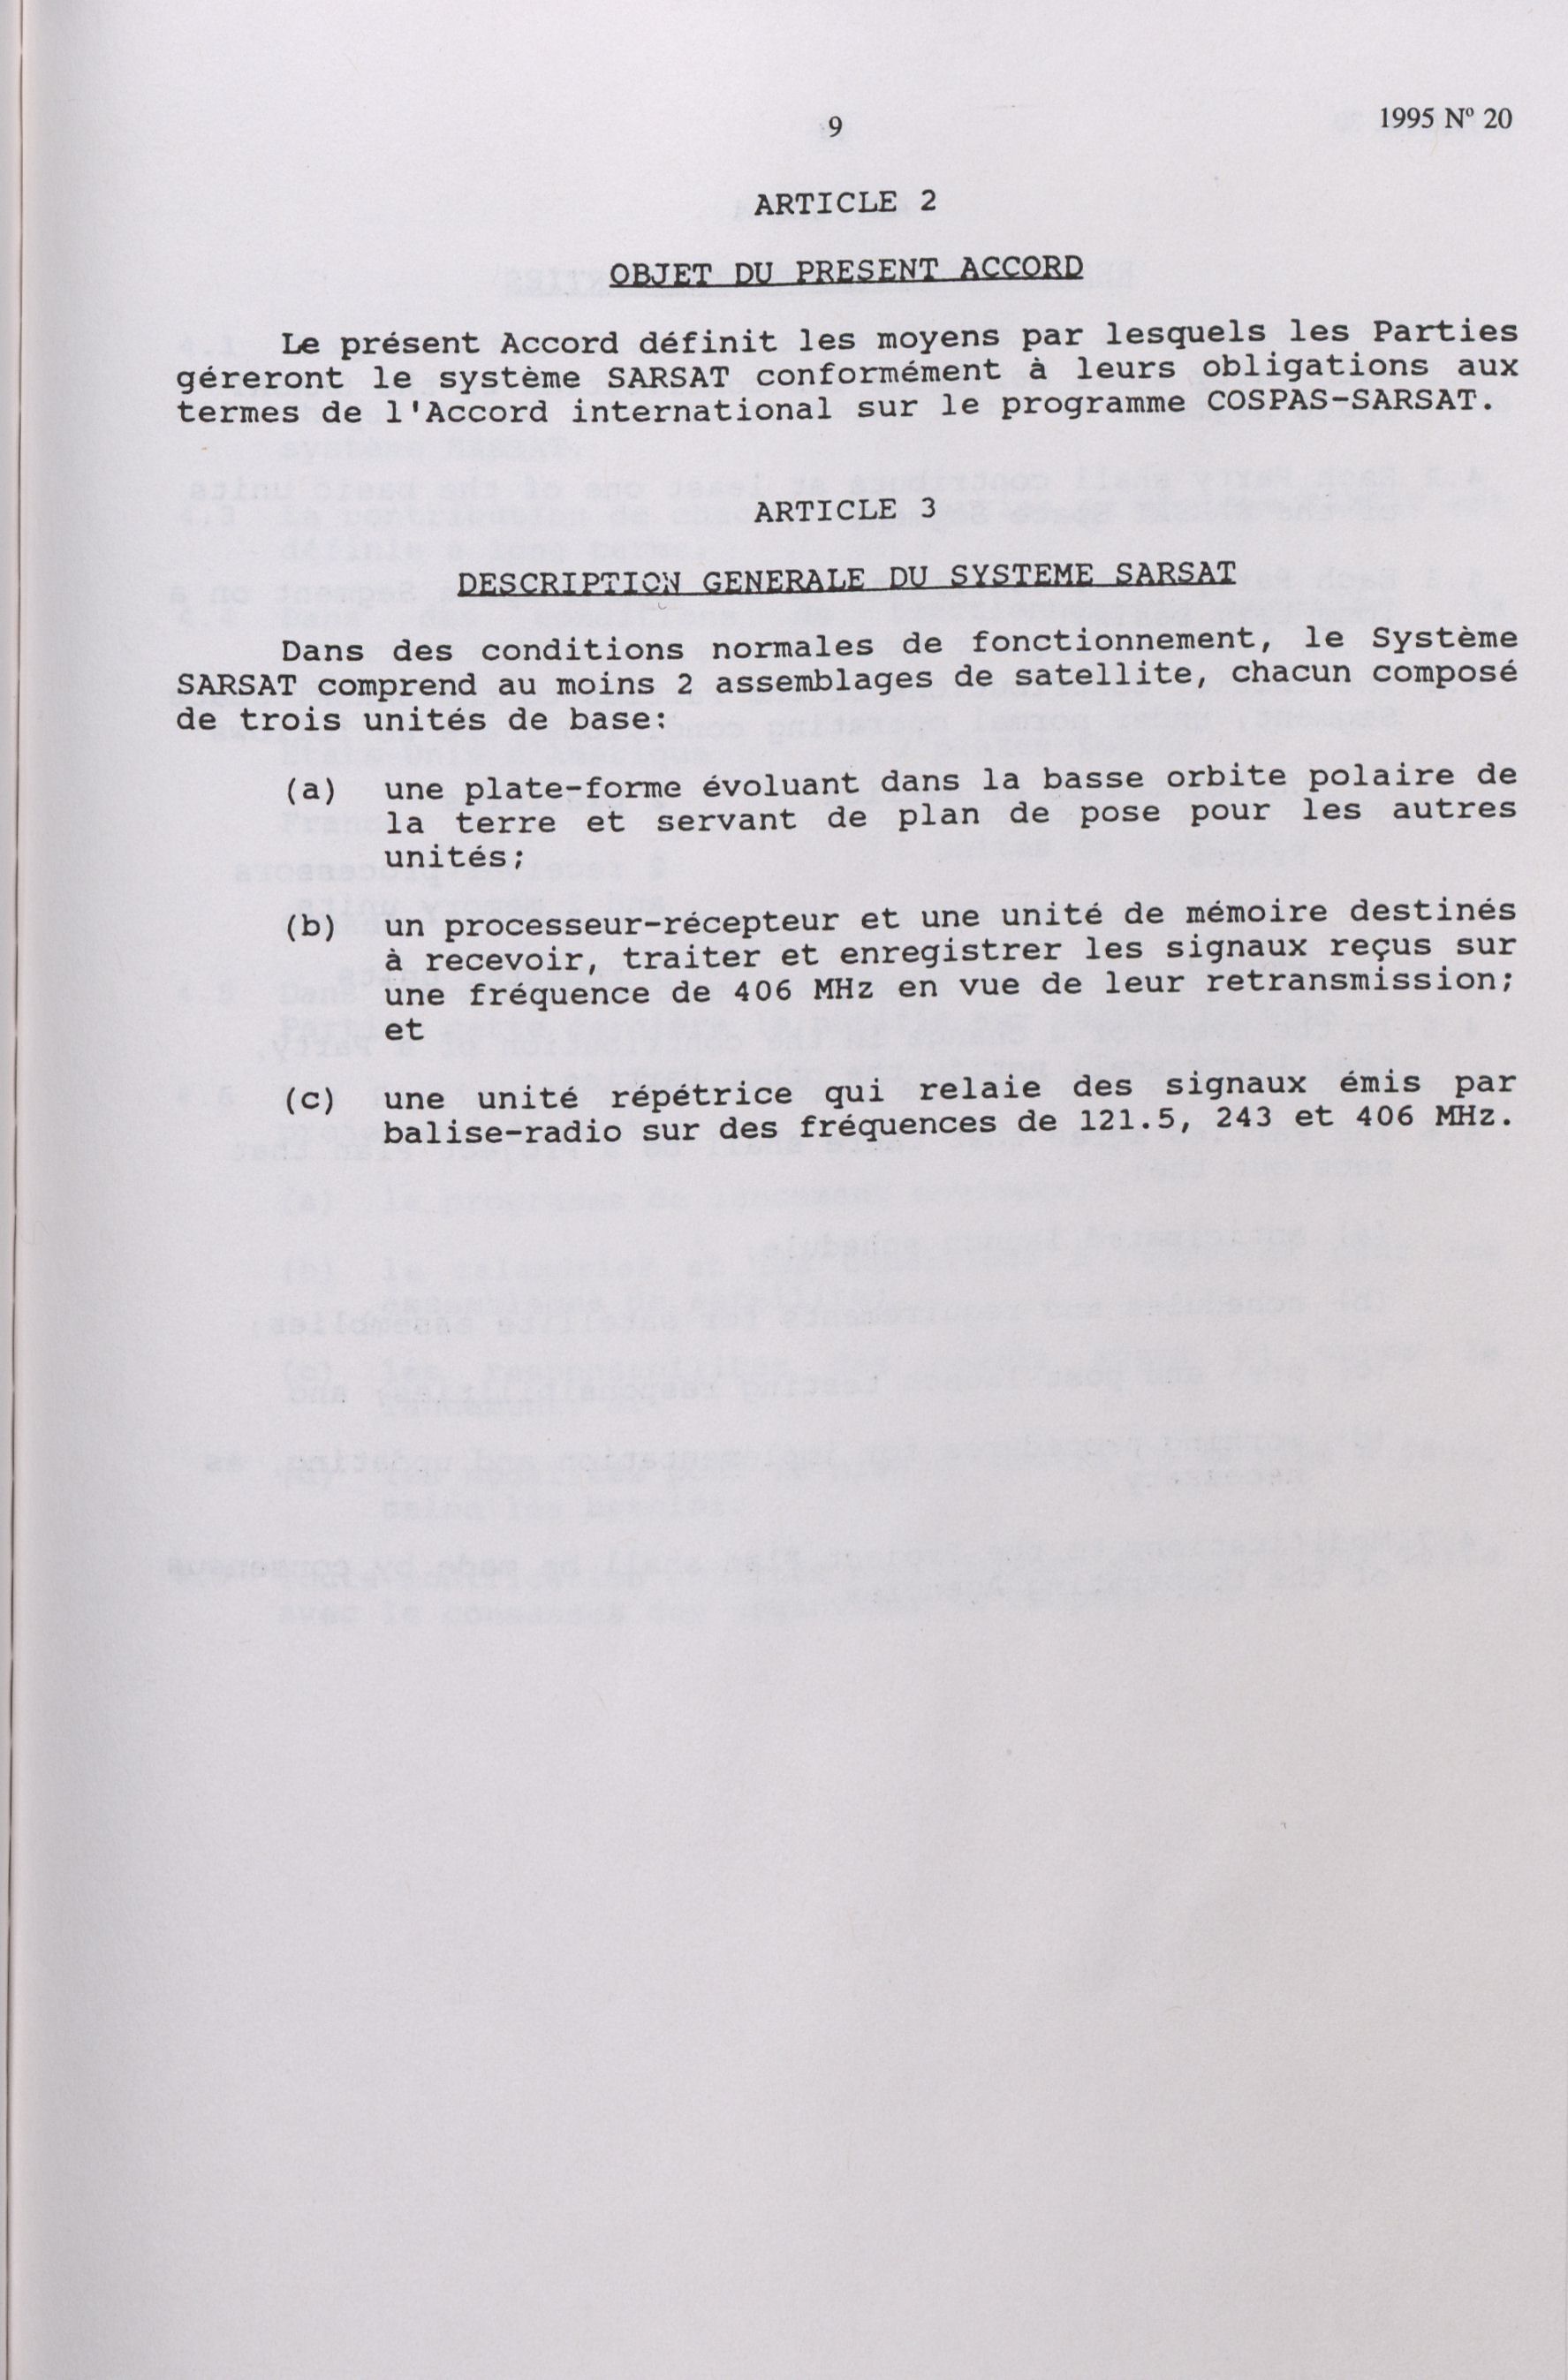 9
1995 Nº 20
ARTICLE 2
OBJET DU PRESENT ACCORD
Le présent Accord définit les moyens par lesquels les Parties
géreront le système SARSAT conformément à leurs obligations aux
termes de l'Accord international sur le programme COSPAS-SARSAT.
ARTICLE 3
DESCRIPTION GENERALE DU SYSTEME SARSAT
Dans des conditions normales de fonctionnement, le Système
SARSAT comprend au moins 2 assemblages de satellite, chacun composé
de trois unités de base:
(a) une plate-forme évoluant dans la basse orbite polaire de
la terre et servant de plan de pose pour les autres
unités;
(b) un processeur-récepteur et une unité de mémoire destinés
à recevoir, traiter et enregistrer les signaux reçus sur
une fréquence de 406 MHz en vue de leur retransmission;
et
(c) une unité répétrice qui relaie des signaux émis par
balise-radio sur des fréquences de 121.5, 243 et 406 MHz.